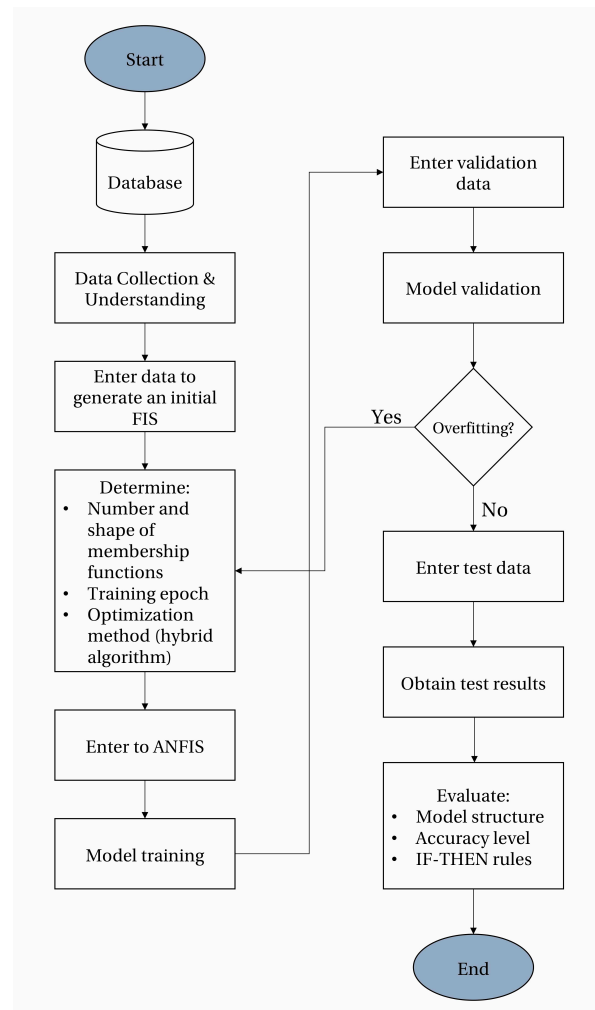 Start
Database
Data Collection &
Understanding
Enter data to
generate an initial
FIS
Determine:
• Number and
shape of
membership
functions
• Training epoch
• Optimization
method (hybrid
algorithm)
Enter to ANFIS
Model training
Enter validation
data
Model validation
Overfitting?
Yes
No
Enter test data
Obtain test results
Evaluate:
• Model structure
• Accuracy level
• IF-THEN rules
End